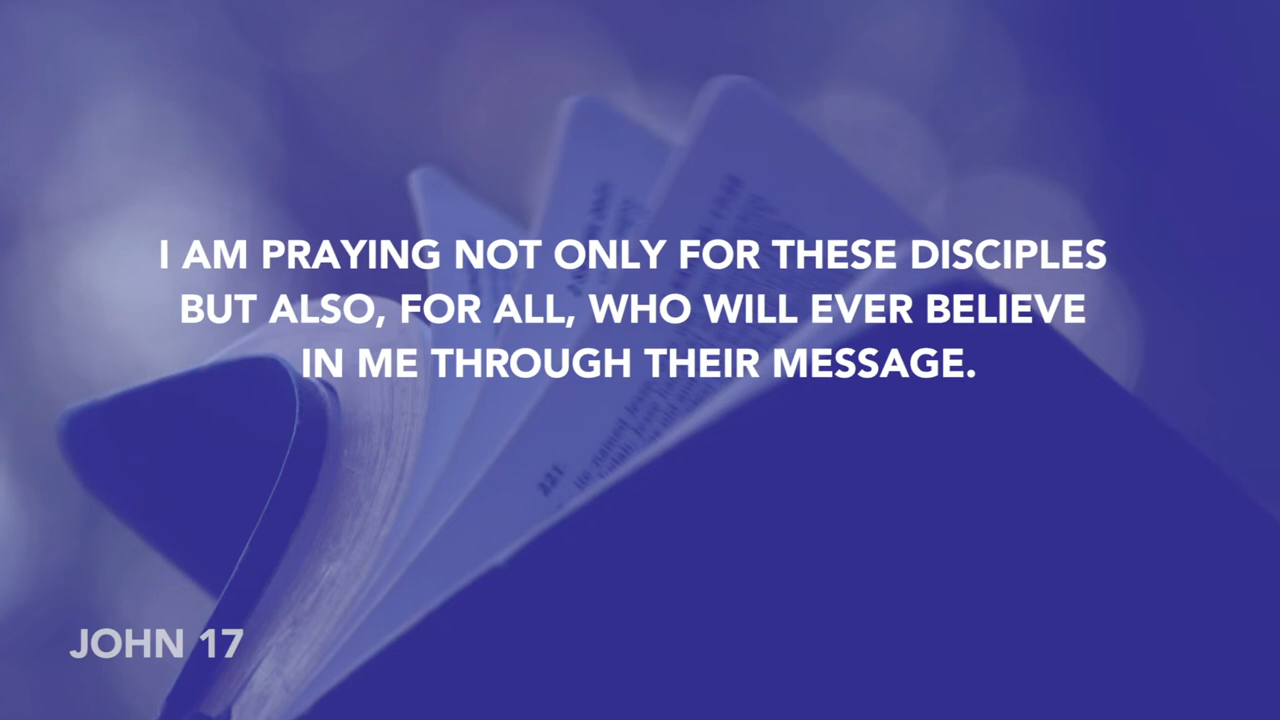 I AM PRAYING NOT ONLY FOR THESE DISCIPLES
BUT ALSO, FOR ALL, WHO WILL EVER BELIEVE
IN ME THROUGH THEIR MESSAGE.
221
JOHN 17